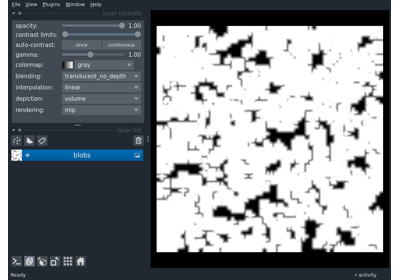 File View Plugins Window Help
layer controls
opacity: 1.00
contrast limits:
auto-contrast: once continuous
gamma: 1.00
colormap: gray
blending: translucent_no_depth
interpolation: linear
depiction: volume
rendering: mip
layer list
blobs
Ready
activity